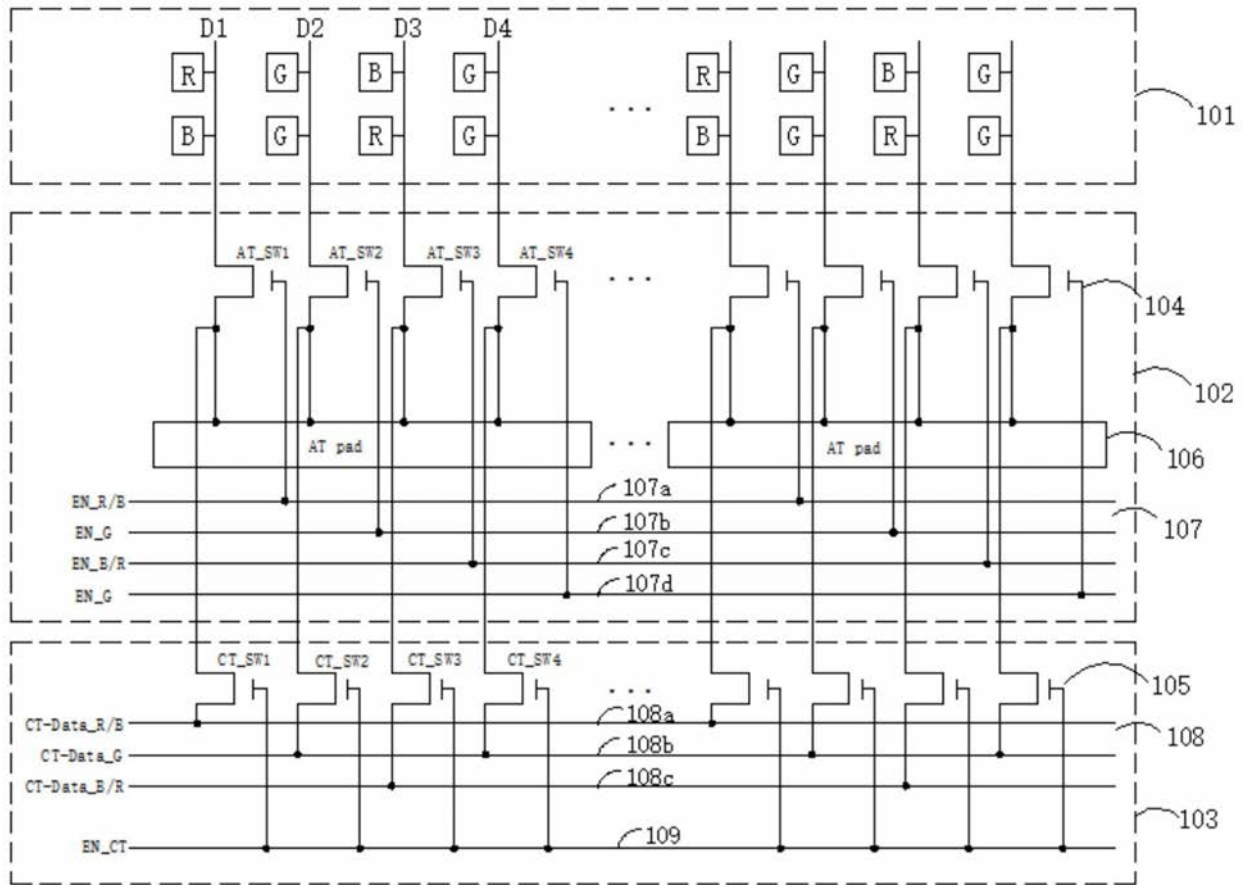 D1 D2 D3 D4
R G B G ... R G B G
101
B G R G ... B G R G
AT_SW1 AT_SW2 AT_SW3 AT_SW4
...
104
102
AT pad ... AT pad
106
EN_R/B 107a
EN_G 107b 107
EN_B/R 107c
EN_G 107d
CT_SW1 CT_SW2 CT_SW3 CT_SW4
... 105
CT-Data_R/B 108a
108
CT-Data_G 108b
CT-Data_B/R 108c
103
EN_CT 109